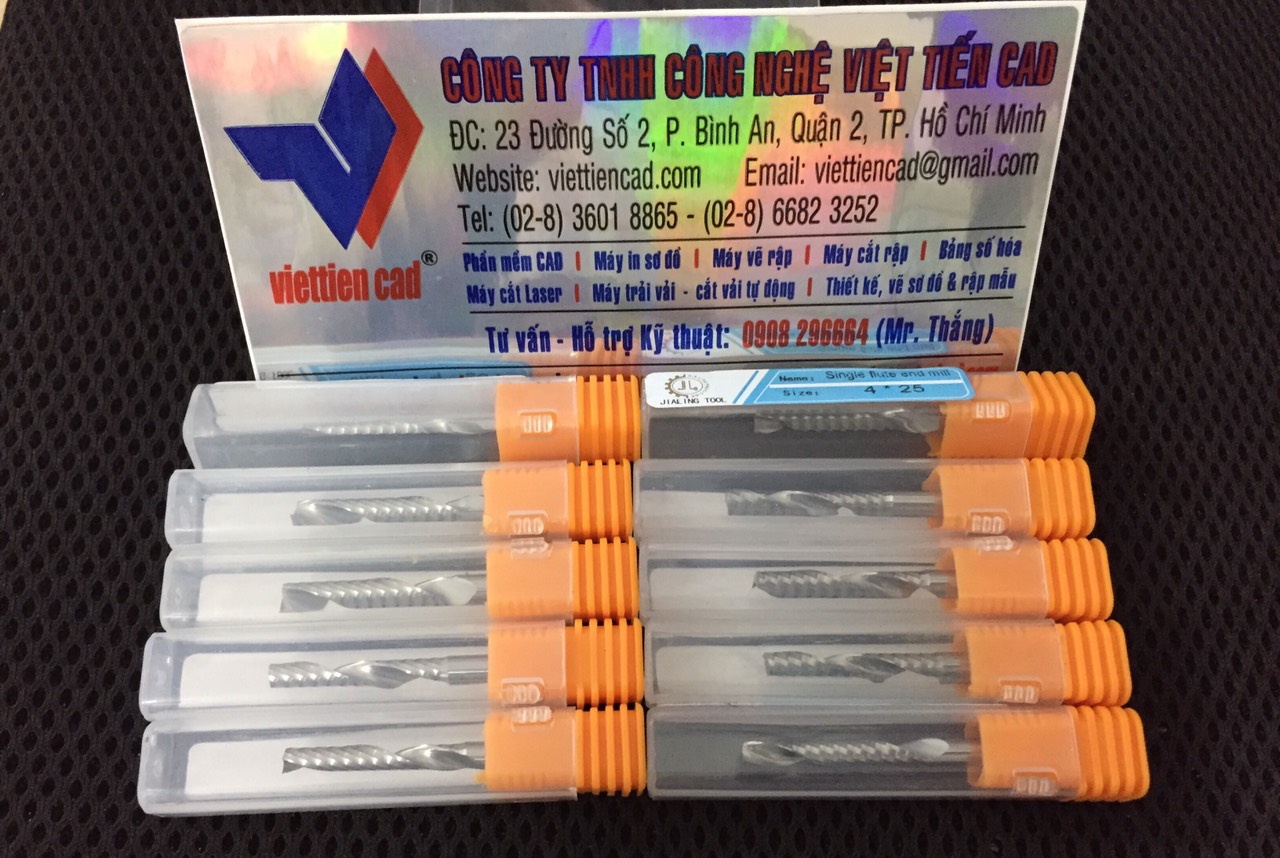 CÔNG TY TNHH CÔNG NGHỆ VIỆT TIẾN CAD
ĐC: 23 Đường Số 2, P. Bình An, Quận 2, TP. Hồ Chí Minh
Website: viettiencad.com Email: viettiencad@gmail.com
Tel: (02-8) 3601 8865 - (02-8) 6682 3252
viettien cad®
Phần mềm CAD | Máy in sơ đồ | Máy vẽ rập | Máy cắt rập | Bảng số hóa
Máy cắt Laser | Máy trải vải - cắt vải tự động | Thiết kế, vẽ sơ đồ & rập mẫu
Tư vấn - Hỗ trợ Kỹ thuật: 0908 296664 (Mr. Thắng)
JL
JIALING TOOL
Name: Single flute end mill
Size: 4 * 25